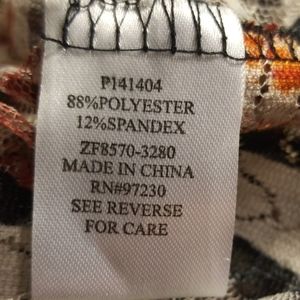 P141404
88%POLYESTER
12%SPANDEX
ZF8570-3280
MADE IN CHINA
RN#97230
SEE REVERSE
FOR CARE